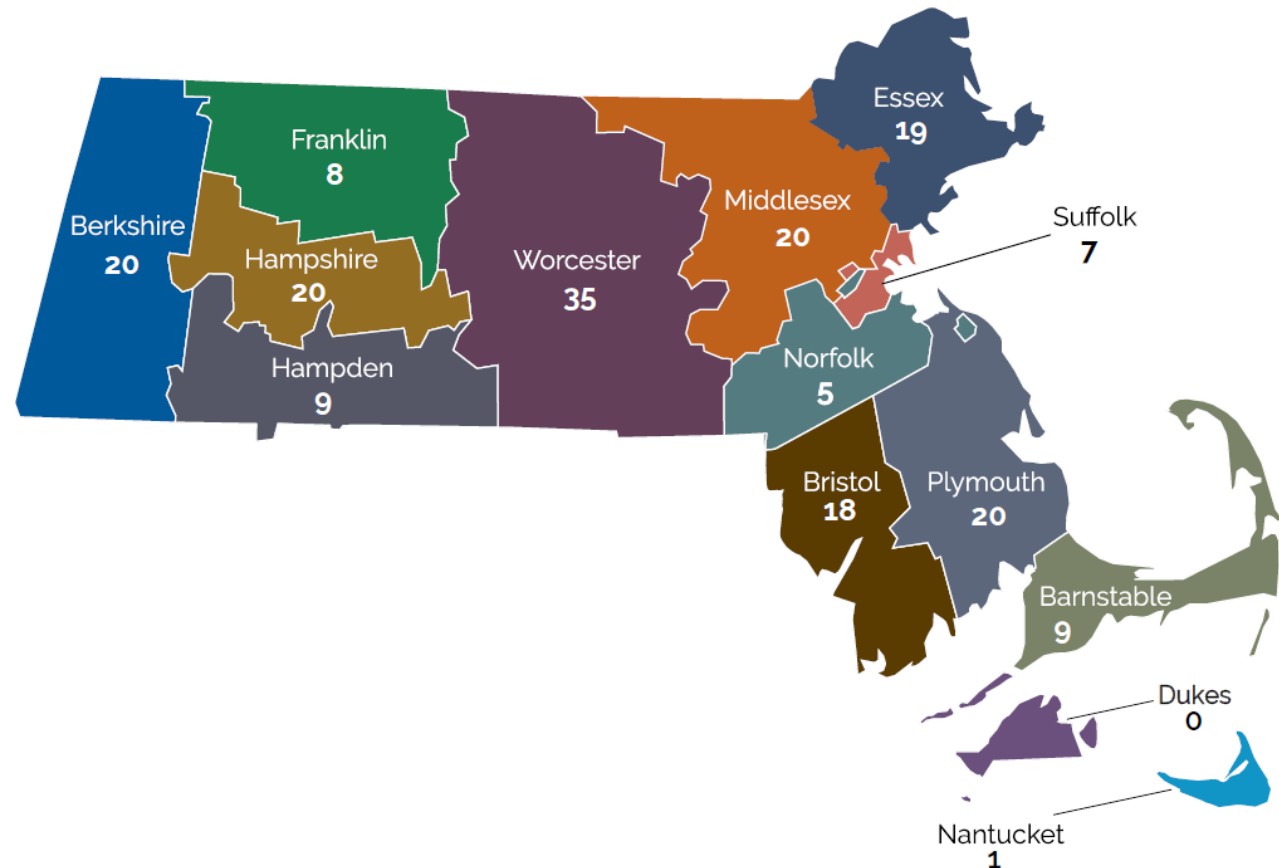 Essex
19
Franklin
8
Middlesex
20
Suffolk
7
Berkshire
20
Hampshire
20
Worcester
35
Hampden
9
Norfolk
5
Bristol
18
Plymouth
20
Barnstable
9
Dukes
0
Nantucket
1